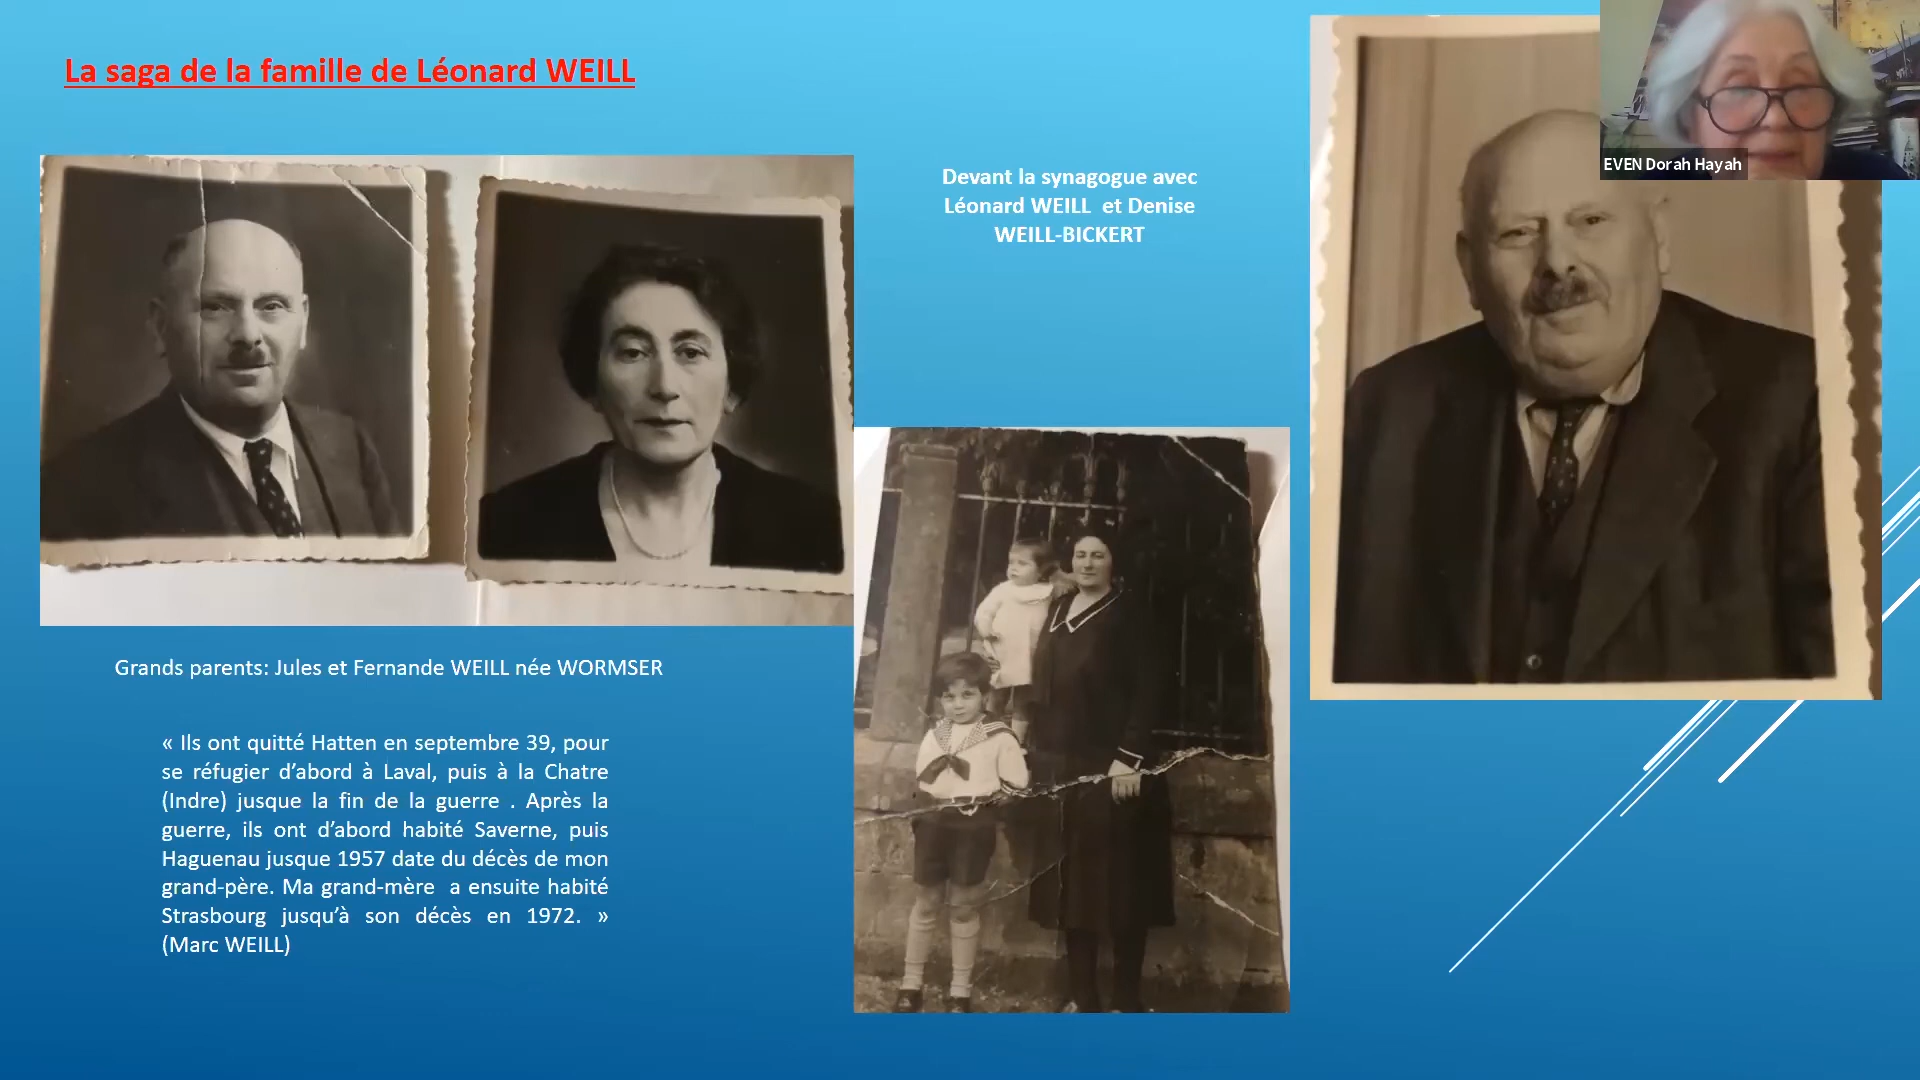 La saga de la famille de Léonard WEILL
Devant la synagogue avec
Léonard WEILL et Denise
WEILL-BICKERT
EVEN Dorah Hayah
Grands parents: Jules et Fernande WEILL née WORMSER
« Ils ont quitté Hatten en septembre 39, pour
se réfugier d’abord à Laval, puis à la Chatre
(Indre) jusque la fin de la guerre . Après la
guerre, ils ont d’abord habité Saverne, puis
Haguenau jusque 1957 date du décès de mon
grand-père. Ma grand-mère a ensuite habité
Strasbourg jusqu’à son décès en 1972. »
(Marc WEILL)